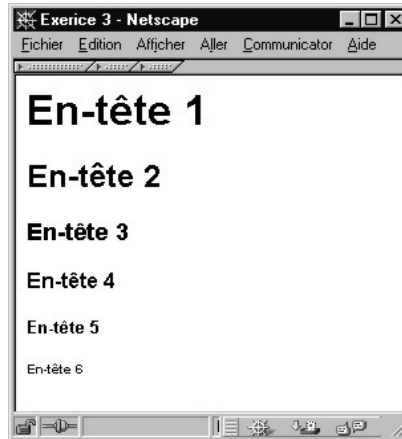 Exerice 3 - Netscape
Fichier Edition Afficher Aller Communicator Aide
En-tête 1
En-tête 2
En-tête 3
En-tête 4
En-tête 5
En-tête 6